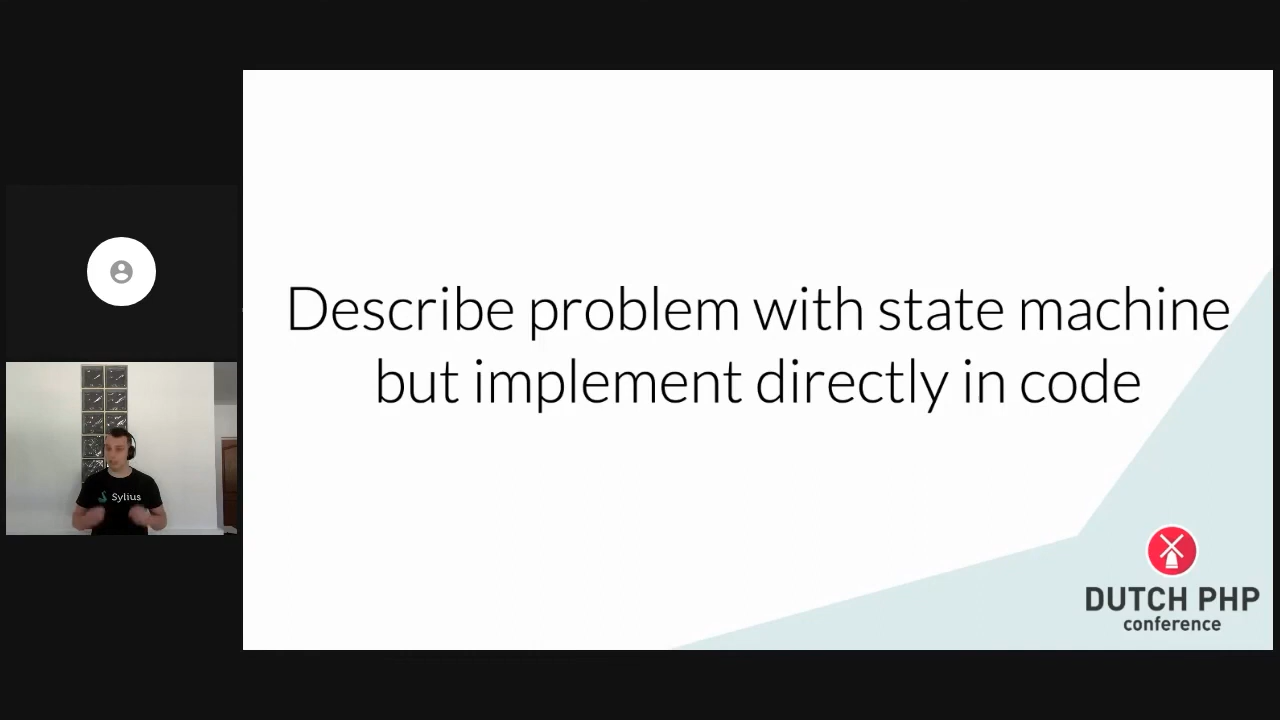 Describe problem with state machine
but implement directly in code
Sylius
DUTCH PHP
conference